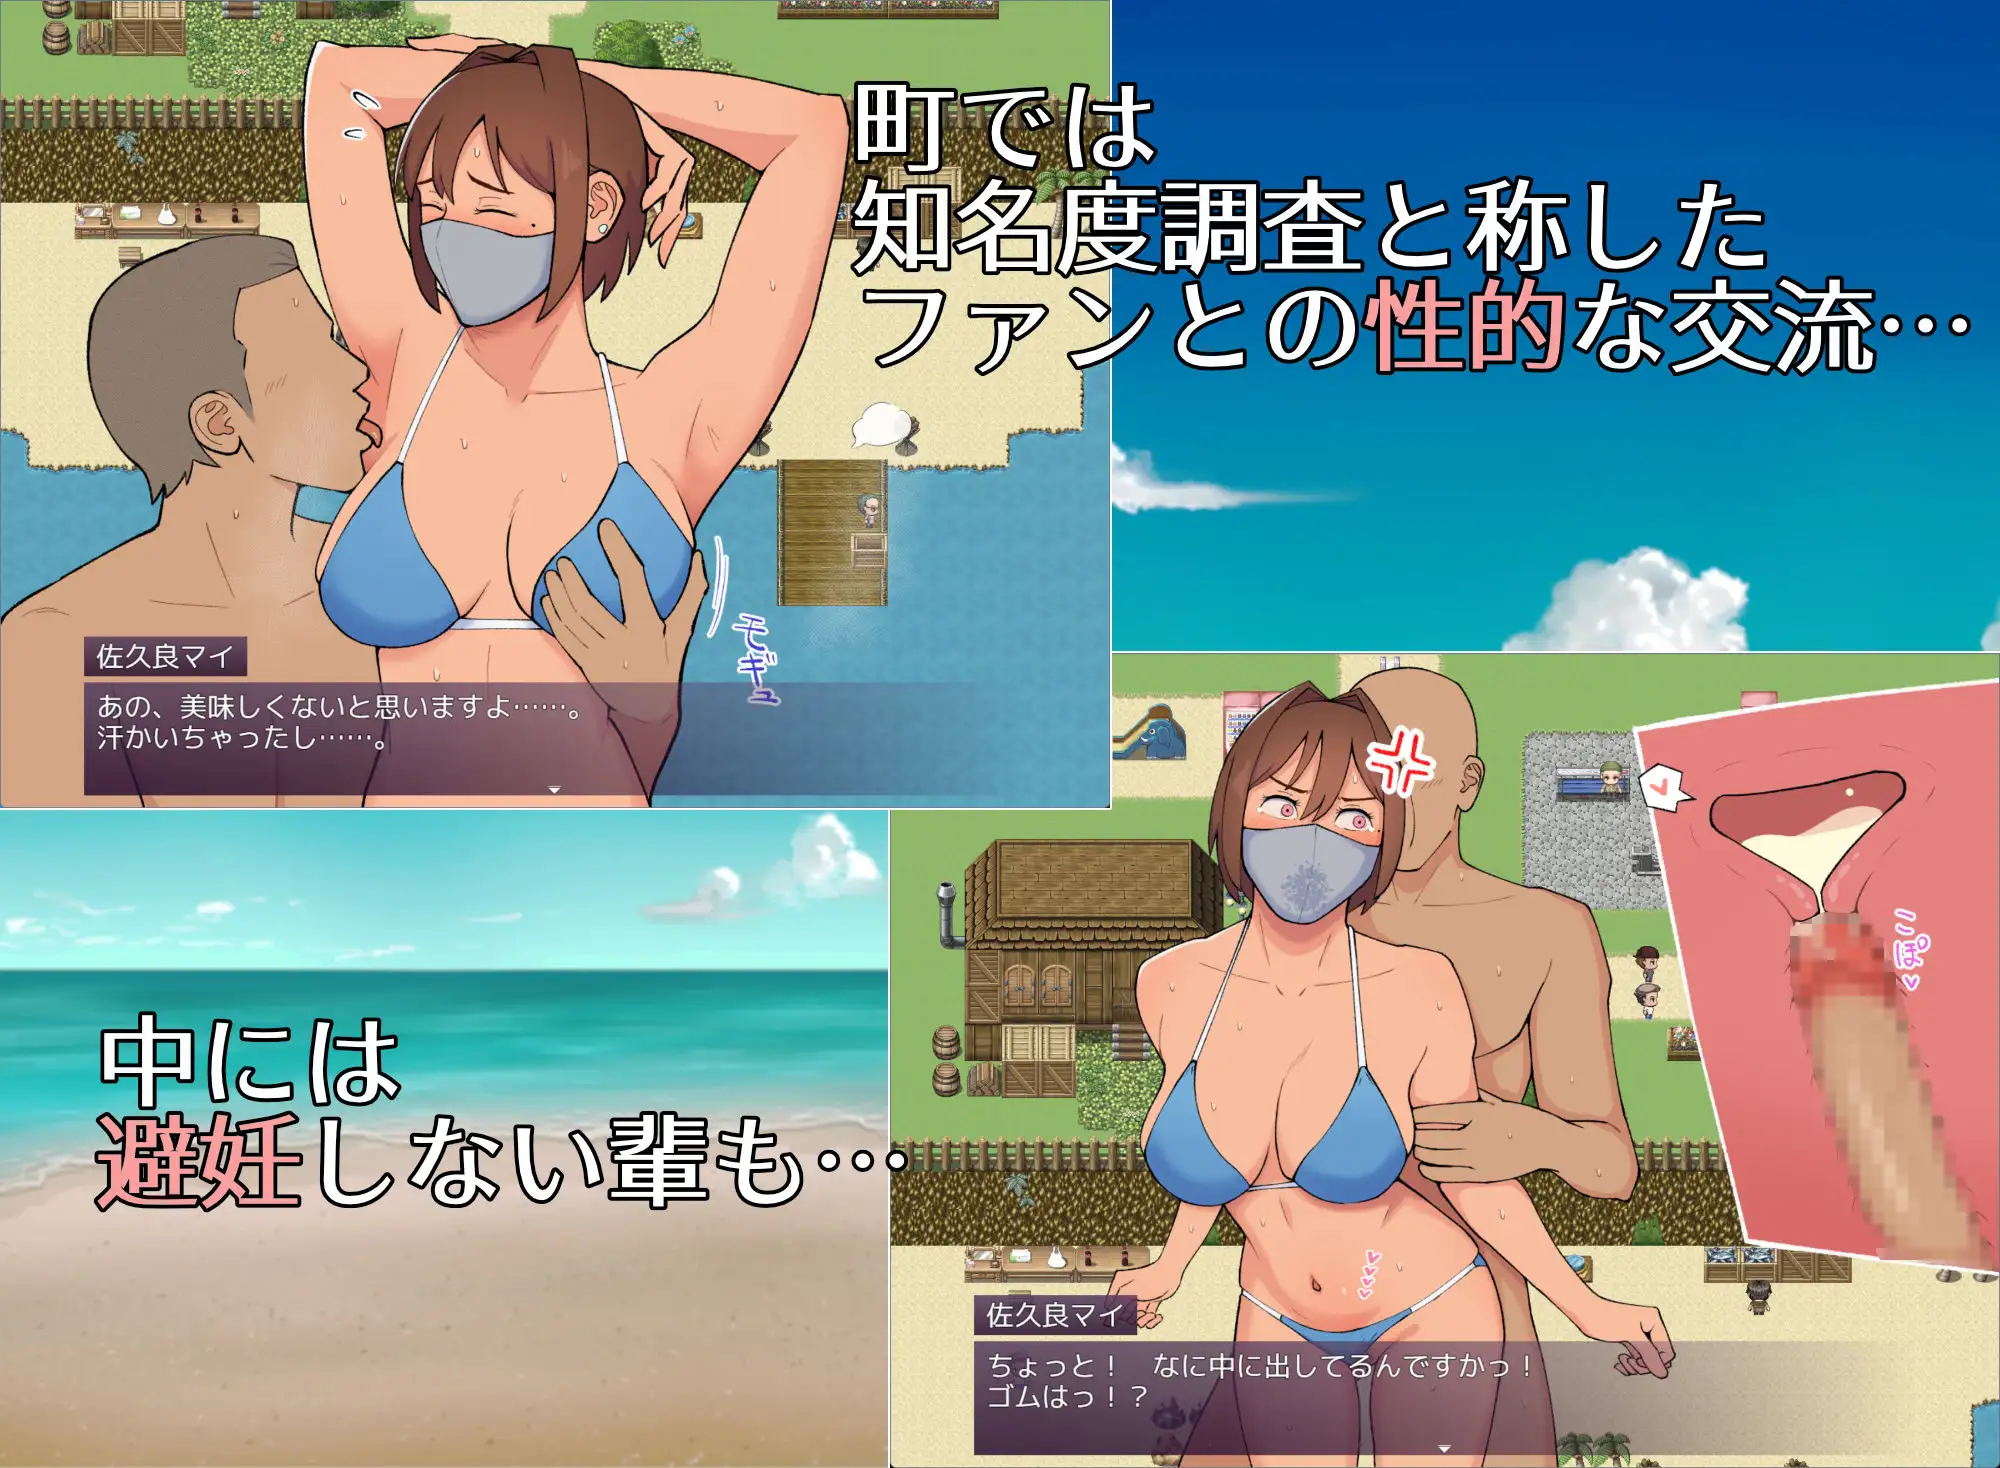 町では
知名度調査と称した
ファンとの性的な交流…
モギュ
佐久良マイ
あの、美味しくないと思いますよ……。
汗かいちゃったし……。
中には
避妊しない輩も…
こぽ♡
佐久良マイ
ちょっと！　なに中に出してるんですかっ！
ゴムはっ！？